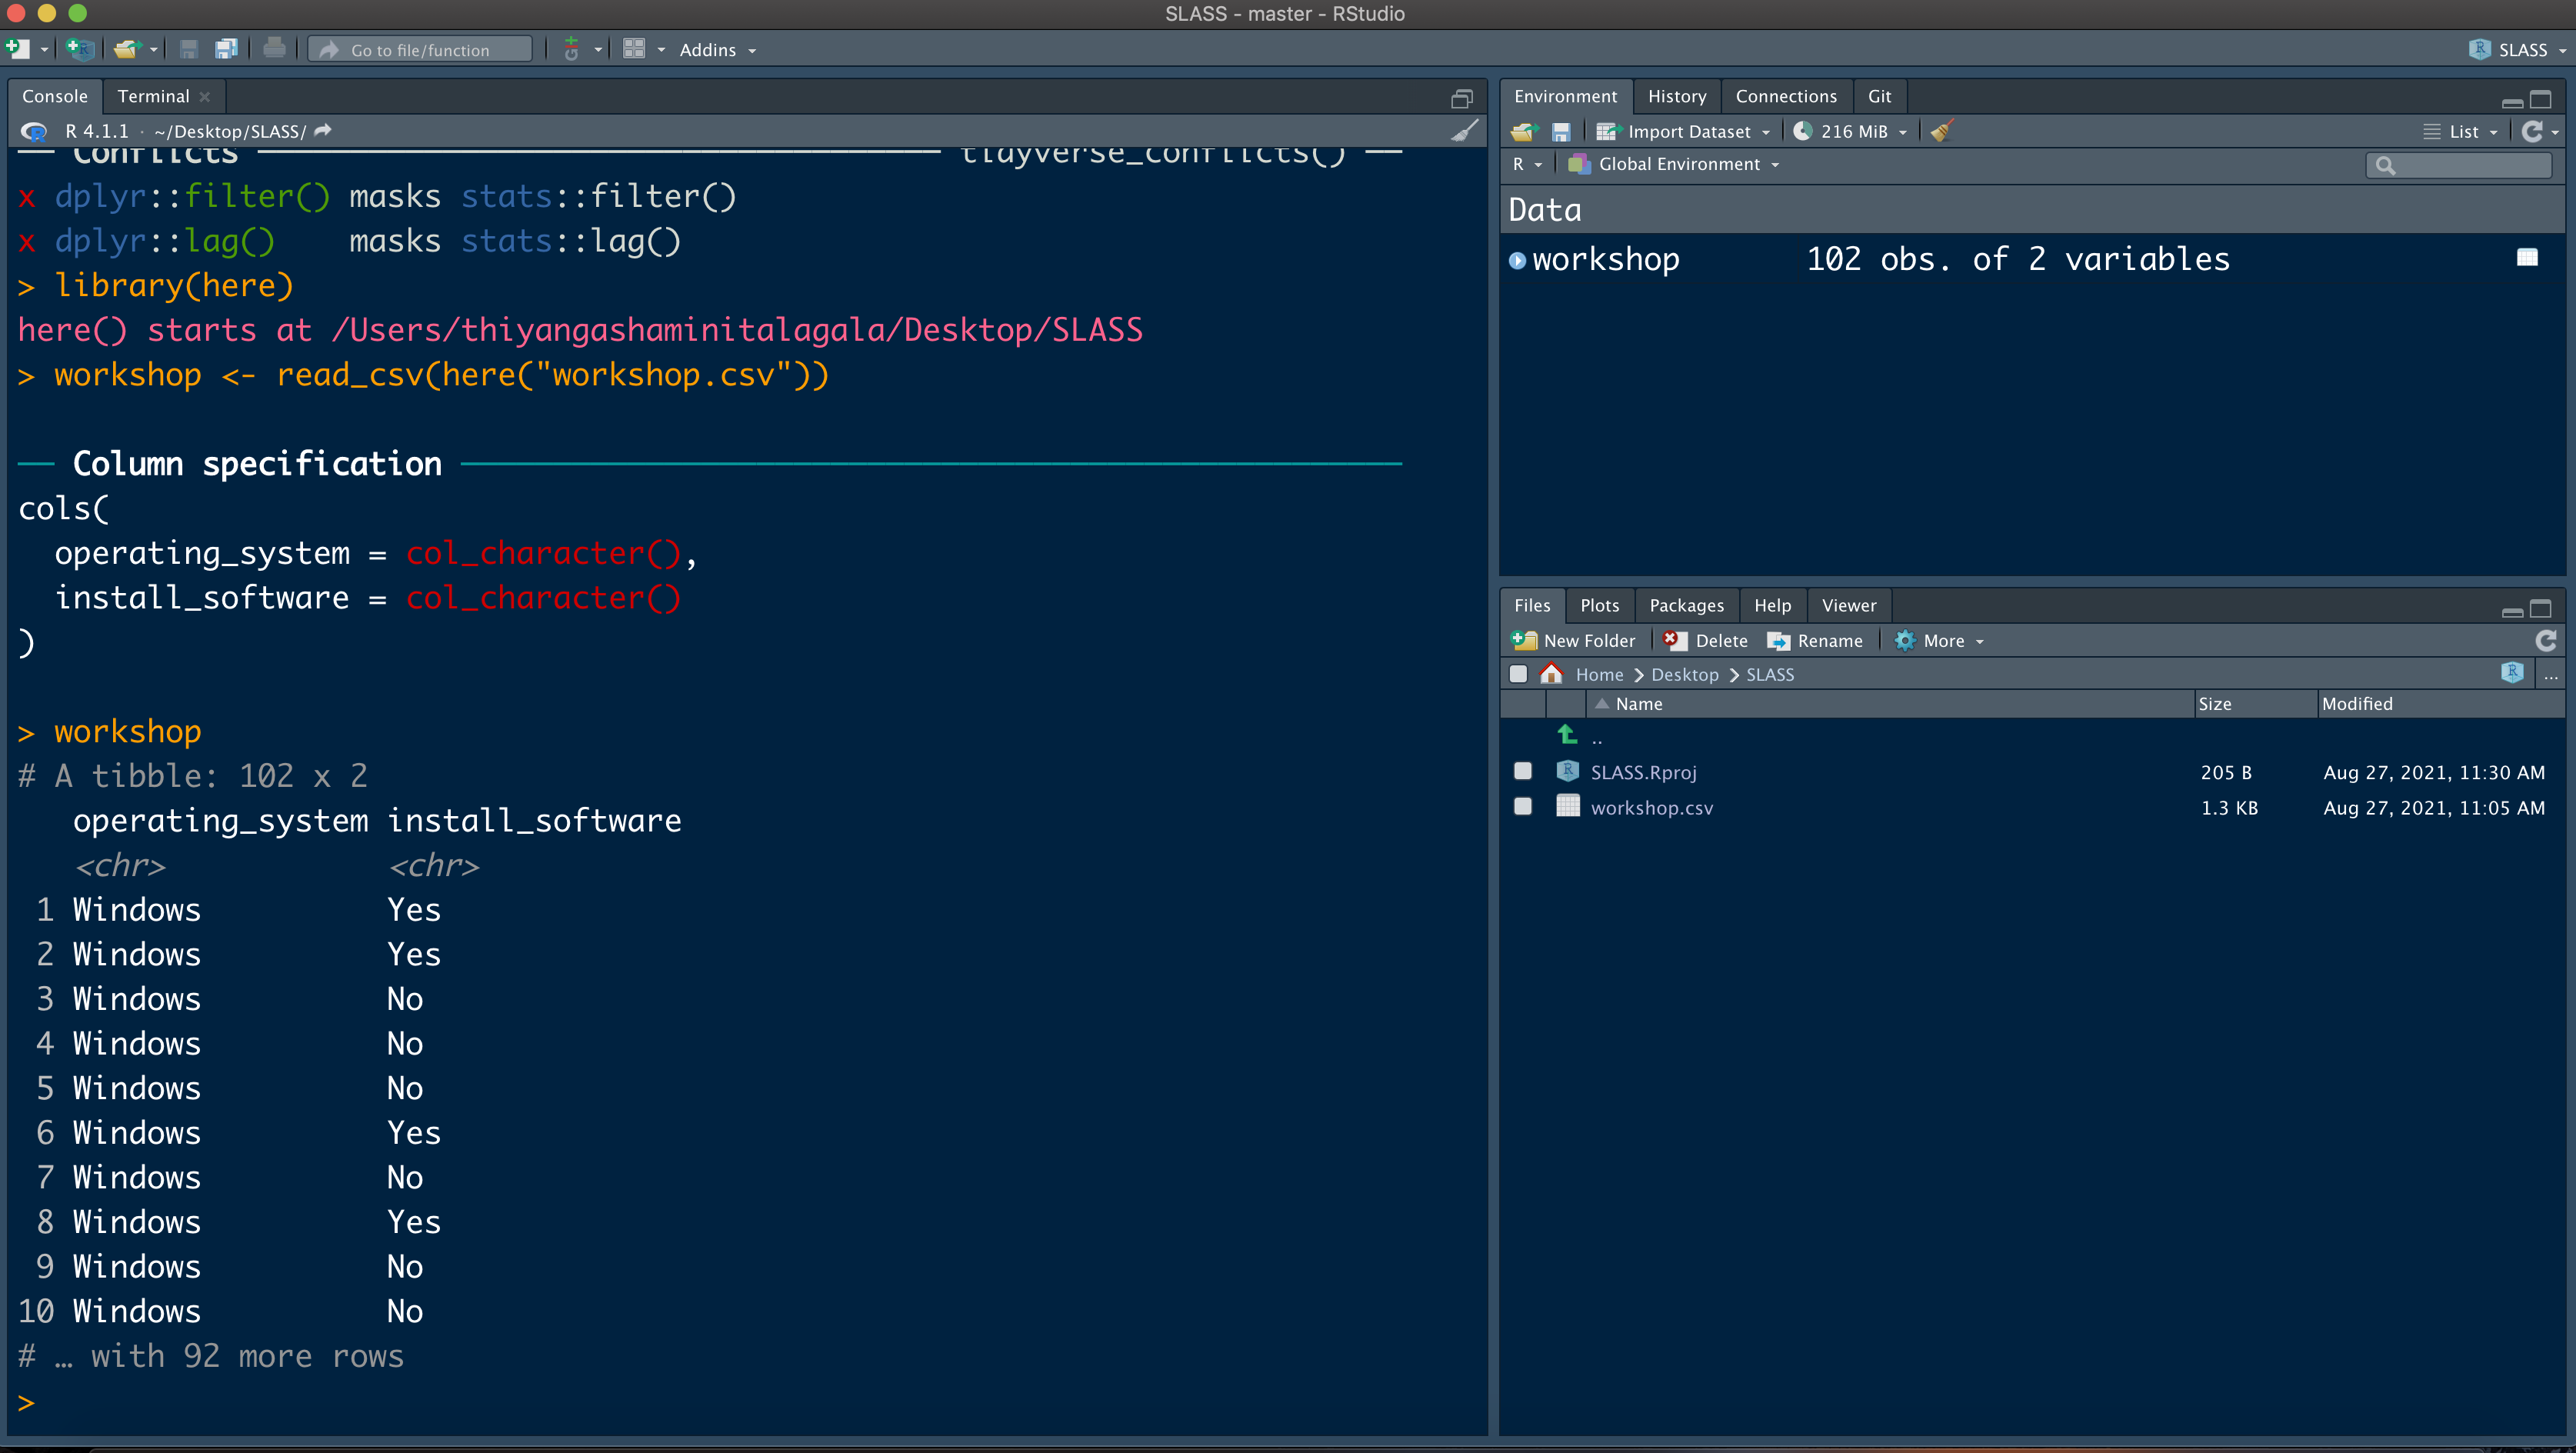 SLASS - master - RStudio
Go to file/function
Addins
SLASS
Console Terminal
R 4.1.1 · ~/Desktop/SLASS/
── Conflicts ── tidyverse_conflicts() ──
x dplyr::filter() masks stats::filter()
x dplyr::lag()    masks stats::lag()
> library(here)
here() starts at /Users/thiyangashaminitalagala/Desktop/SLASS
> workshop <- read_csv(here("workshop.csv"))
── Column specification ──
cols(
  operating_system = col_character(),
  install_software = col_character()
)
> workshop
# A tibble: 102 x 2
   operating_system install_software
   <chr>            <chr>
 1 Windows          Yes
 2 Windows          Yes
 3 Windows          No
 4 Windows          No
 5 Windows          No
 6 Windows          Yes
 7 Windows          No
 8 Windows          Yes
 9 Windows          No
10 Windows          No
# … with 92 more rows
>
Environment History Connections Git
Import Dataset 216 MiB List
R Global Environment
Data
workshop 102 obs. of 2 variables
Files Plots Packages Help Viewer
New Folder Delete Rename More
Home Desktop SLASS R ...
Name Size Modified
..
SLASS.Rproj 205 B Aug 27, 2021, 11:30 AM
workshop.csv 1.3 KB Aug 27, 2021, 11:05 AM